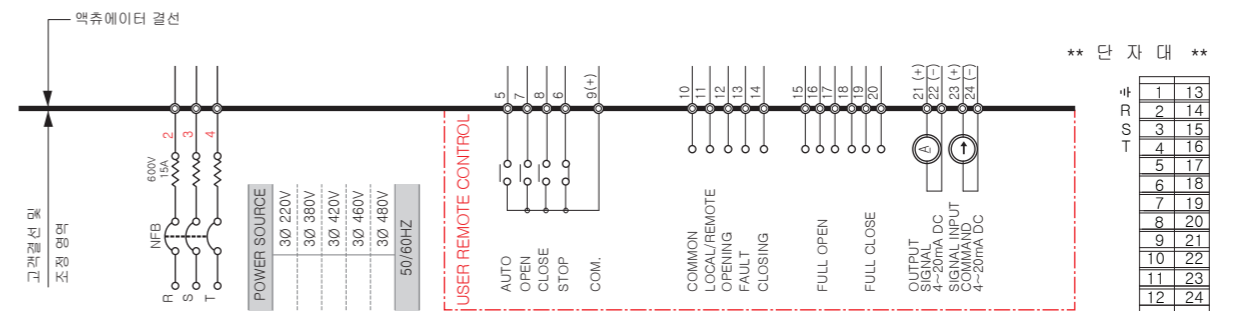 액츄에이터 결선
** 단 자 대 **
5
7
8
6
9(+)
10
11
12
13
14
15
16
17
18
19
20
21 (+)
22 (-)
23 (+)
24 (-)
2
3
4
600V
15A
NFB
R
S
T
고객결선 및
조정영역
POWER SOURCE
3Ø 220V
3Ø 380V
3Ø 420V
3Ø 460V
3Ø 480V
50/60HZ
USER REMOTE CONTROL
AUTO
OPEN
CLOSE
STOP
COM.
COMMON
LOCAL/REMOTE
OPENING
FAULT
CLOSING
FULL OPEN
FULL CLOSE
A
OUTPUT
SIGNAL
4~20mA DC
SIGNAL INPUT
COMMAND
4~20mA DC
1 13
R 2 14
S 3 15
T 4 16
5 17
6 18
7 19
8 20
9 21
10 22
11 23
12 24